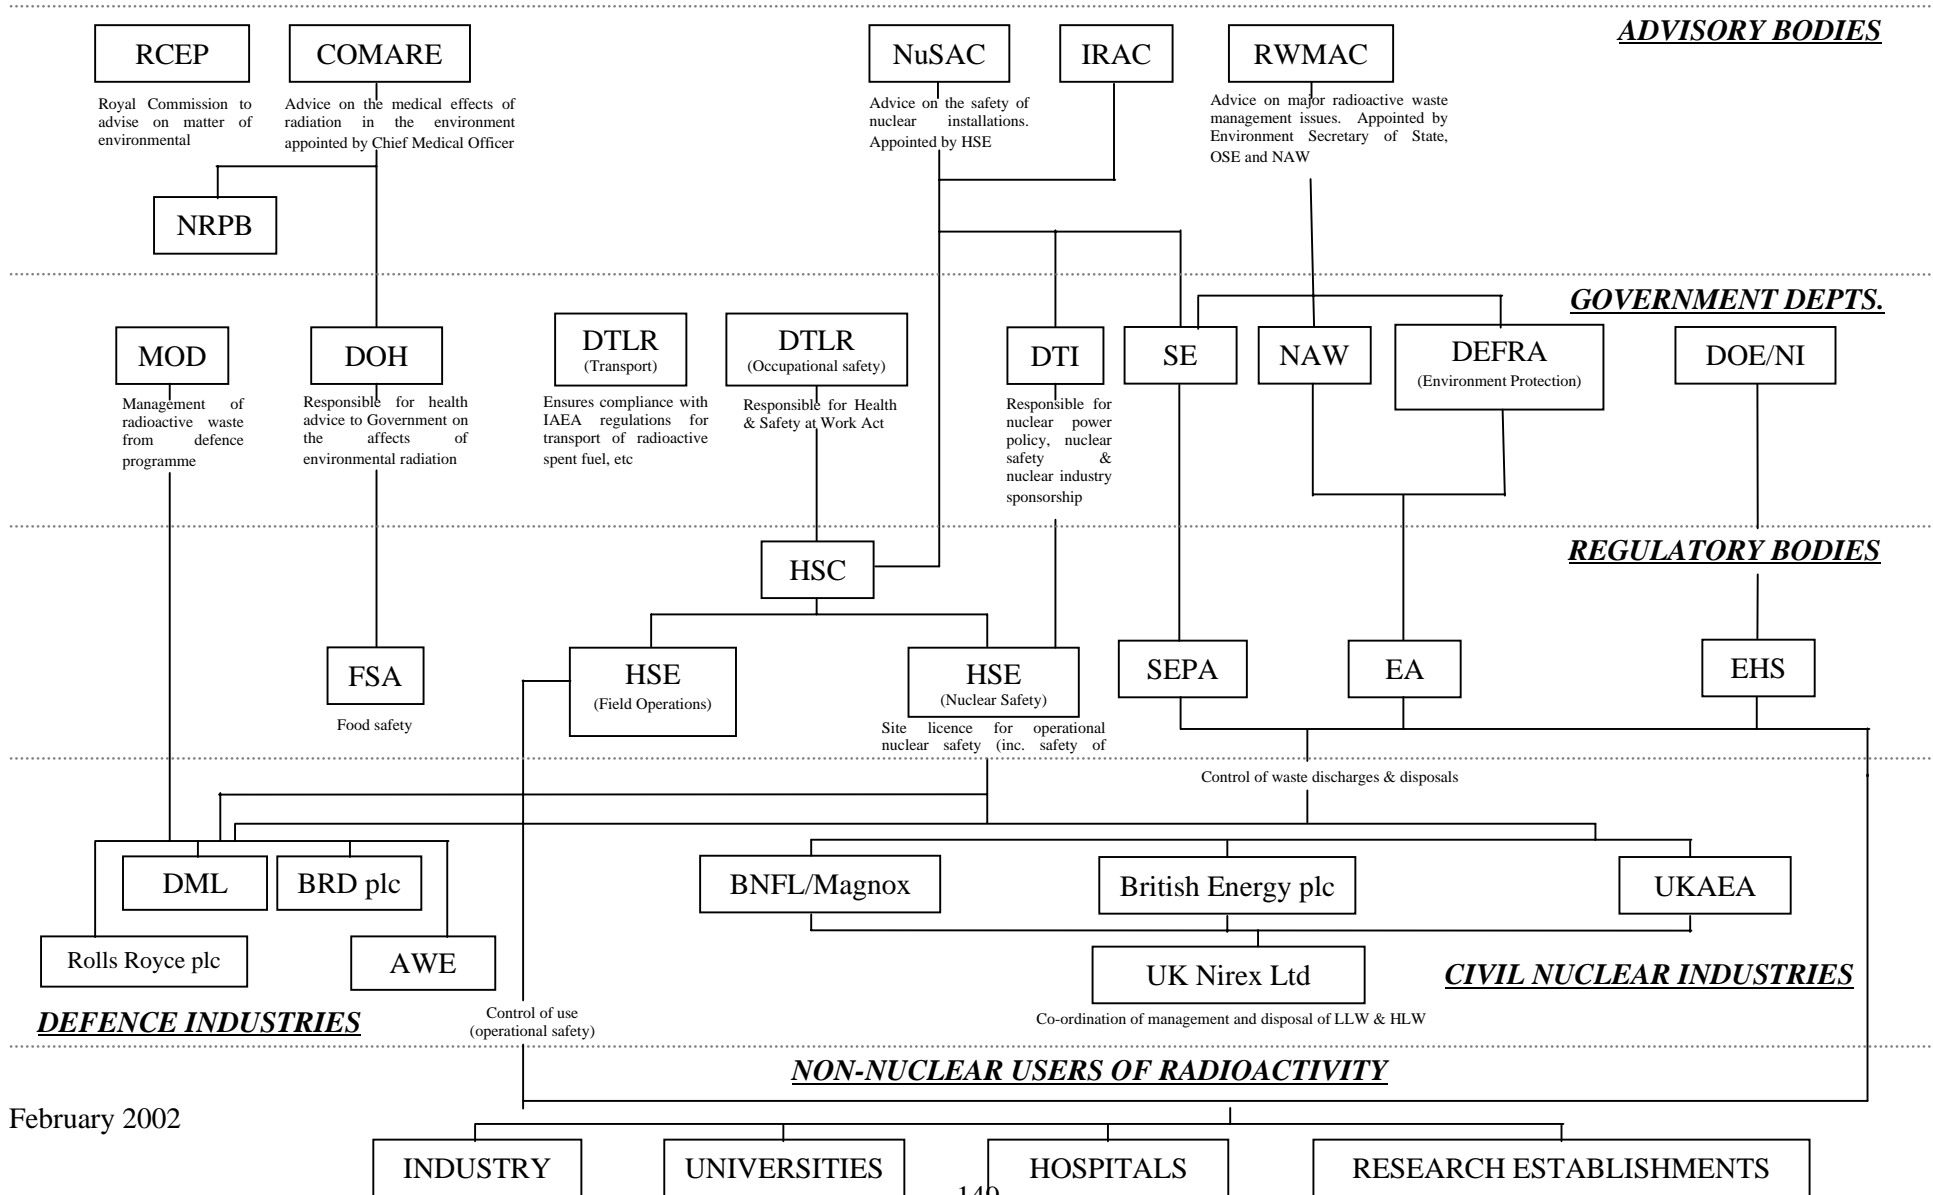 ADVISORY BODIES
RCEP
COMARE
NuSAC
IRAC
RWMAC
Royal Commission to
advise on matter of
environmental
Advice on the medical effects of
radiation in the environment
appointed by Chief Medical Officer
Advice on the safety of
nuclear installations.
Appointed by HSE
Advice on major radioactive waste
management issues. Appointed by
Environment Secretary of State,
OSE and NAW
NRPB
GOVERNMENT DEPTS.
MOD
DOH
DTLR
(Transport)
DTLR
(Occupational safety)
DTI
SE
NAW
DEFRA
(Environment Protection)
DOE/NI
Management of
radioactive waste
from defence
programme
Responsible for health
advice to Government on
the affects of
environmental radiation
Ensures compliance with
IAEA regulations for
transport of radioactive
spent fuel, etc
Responsible for Health
& Safety at Work Act
Responsible for
nuclear power
policy, nuclear
safety &
nuclear industry
sponsorship
REGULATORY BODIES
HSC
FSA
Food safety
HSE
(Field Operations)
HSE
(Nuclear Safety)
Site licence for operational
nuclear safety (inc. safety of
SEPA
EA
EHS
Control of waste discharges & disposals
DML
BRD plc
BNFL/Magnox
British Energy plc
UKAEA
Rolls Royce plc
AWE
UK Nirex Ltd
CIVIL NUCLEAR INDUSTRIES
DEFENCE INDUSTRIES
Control of use
(operational safety)
Co-ordination of management and disposal of LLW & HLW
NON-NUCLEAR USERS OF RADIOACTIVITY
February 2002
INDUSTRY
UNIVERSITIES
HOSPITALS
RESEARCH ESTABLISHMENTS
149